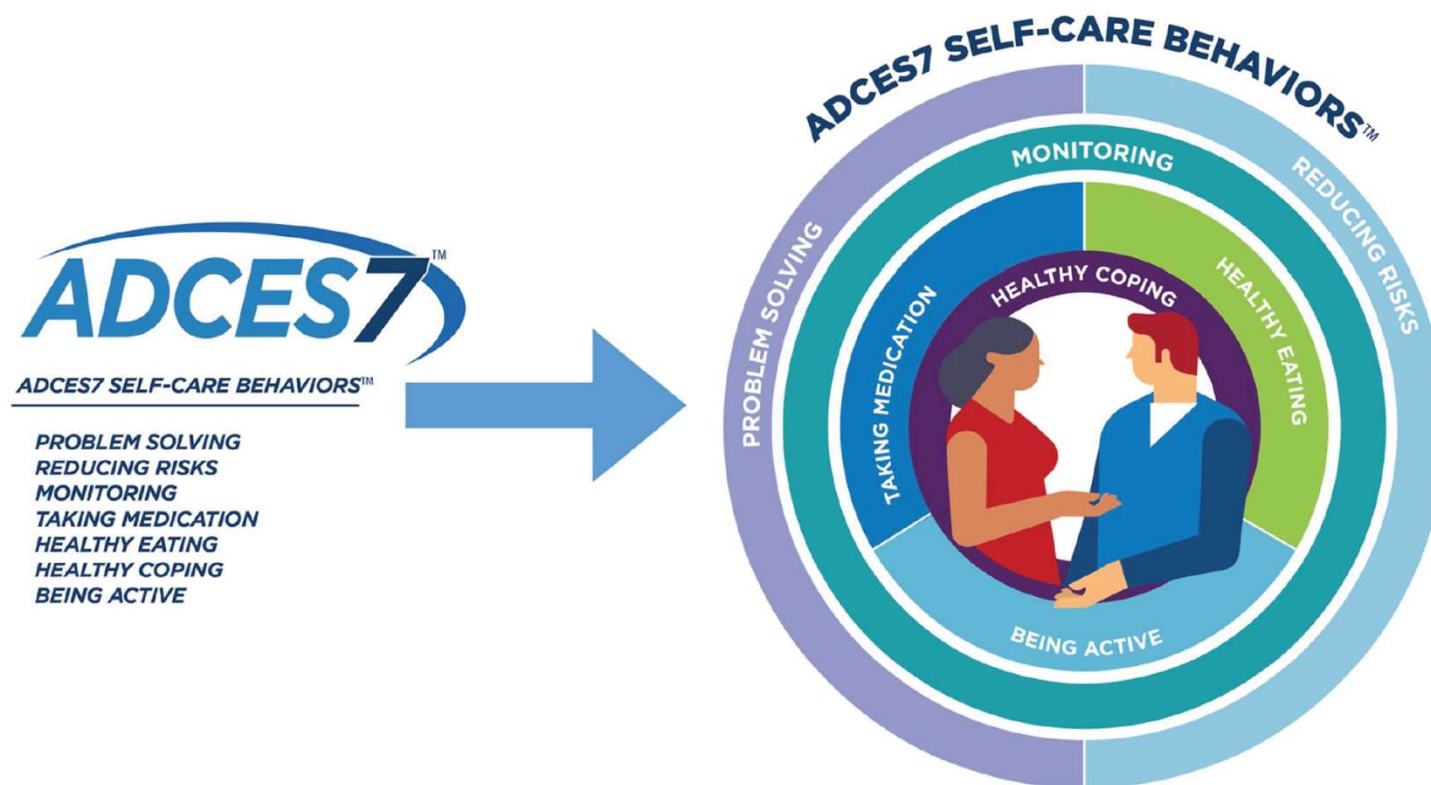 ADCES7™
ADCES7 SELF-CARE BEHAVIORS™
PROBLEM SOLVING
REDUCING RISKS
MONITORING
TAKING MEDICATION
HEALTHY EATING
HEALTHY COPING
BEING ACTIVE
ADCES7 SELF-CARE BEHAVIORS™
PROBLEM SOLVING
REDUCING RISKS
MONITORING
TAKING MEDICATION
HEALTHY EATING
HEALTHY COPING
BEING ACTIVE